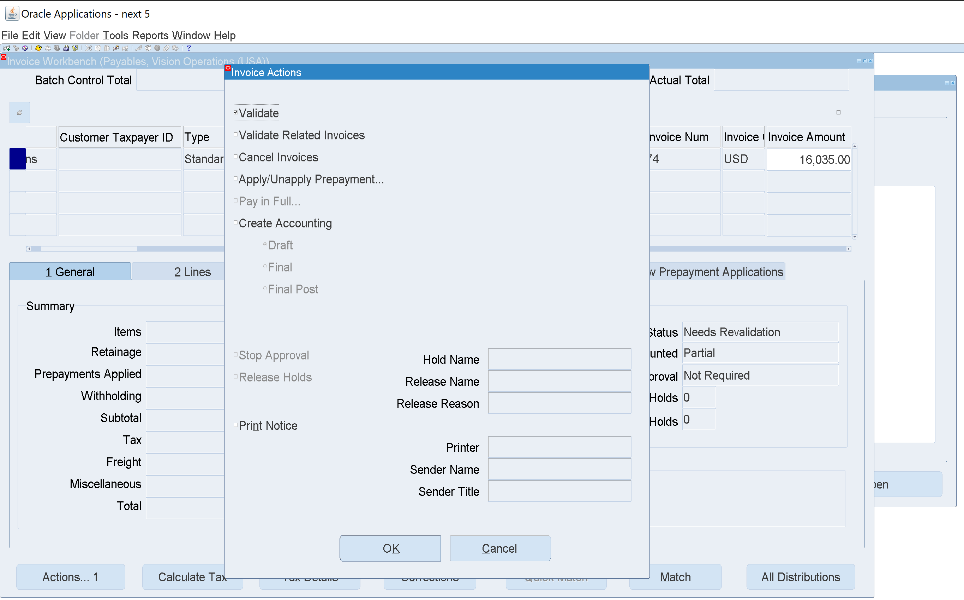 Oracle Applications - next 5
File Edit View Folder Tools Reports Window Help
Invoice Workbench (Payables, Vision Operations (USA))
Invoice Actions
Batch Control Total
Actual Total
Validate
Validate Related Invoices
Cancel Invoices
Apply/Unapply Prepayment...
Pay in Full...
Create Accounting
Draft
Final
Final Post
Customer Taxpayer ID Type
nvoice Num Invoice Invoice Amount
ns Standar
74 USD 16,035.00
1 General 2 Lines
w Prepayment Applications
Summary
Items
Retainage
Prepayments Applied
Withholding
Subtotal
Tax
Freight
Miscellaneous
Total
Stop Approval
Release Holds
Hold Name
Release Name
Release Reason
Print Notice
Printer
Sender Name
Sender Title
Status Needs Revalidation
unted Partial
roval Not Required
Holds 0
Holds 0
OK Cancel
pen
Actions... 1 Calculate Tax Tax Details Corrections Quick Match Match All Distributions